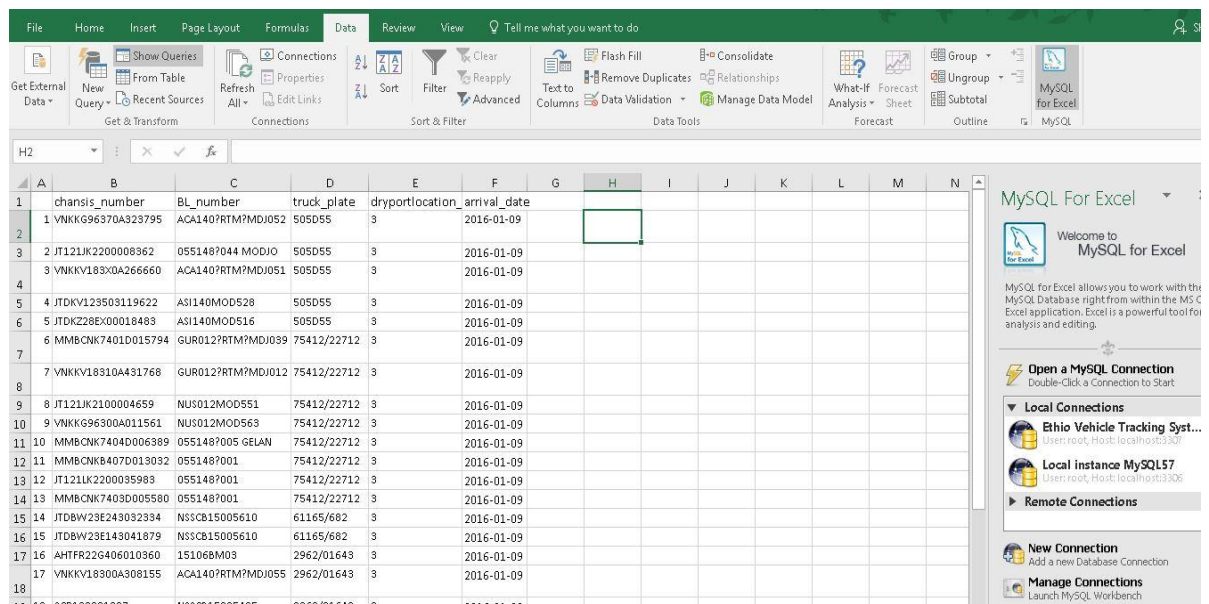 File Home Insert Page Layout Formulas Data Review View Tell me what you want to do
Get External Data
New Query
Show Queries
From Table
Recent Sources
Get & Transform
Refresh All
Connections
Properties
Edit Links
Connections
Sort
Filter
Clear
Reapply
Advanced
Sort & Filter
Text to Columns
Flash Fill
Remove Duplicates
Data Validation
Consolidate
Relationships
Manage Data Model
Data Tools
What-If Analysis
Forecast Sheet
Forecast
Group
Ungroup
Subtotal
Outline
MySQL for Excel
MySQL
H2 fx
A B C D E F G H I J K L M N
1 chansis_number BL_number truck_plate dryportlocation_ arrival_date
2 1 VNKKG96370A323795 ACA140?RTM?MDJ052 505D55 3 2016-01-09
3 2 JT121JK2200008362 055148?044 MODJO 505D55 3 2016-01-09
4 3 VNKKV183X0A266660 ACA140?RTM?MDJ051 505D55 3 2016-01-09
5 4 JTDKV123503119622 ASI140MOD528 505D55 3 2016-01-09
6 5 JTDKZ28EX00018483 ASI140MOD516 505D55 3 2016-01-09
7 6 MMBCNK7401D015794 GUR012?RTM?MDJ039 75412/22712 3 2016-01-09
8 7 VNKKV18310A431768 GUR012?RTM?MDJ012 75412/22712 3 2016-01-09
9 8 JT121JK2100004659 NUS012MOD551 75412/22712 3 2016-01-09
10 9 VNKKG96300A011561 NUS012MOD563 75412/22712 3 2016-01-09
11 10 MMBCNK7404D006389 055148?005 GELAN 75412/22712 3 2016-01-09
12 11 MMBCNKB407D013032 055148?001 75412/22712 3 2016-01-09
13 12 JT121LK2200035983 055148?001 75412/22712 3 2016-01-09
14 13 MMBCNK7403D005580 055148?001 75412/22712 3 2016-01-09
15 14 JTDBW23E243032334 NSSCB15005610 61165/682 3 2016-01-09
16 15 JTDBW23E143041879 NSSCB15005610 61165/682 3 2016-01-09
17 16 AHTFR22G406010360 15106BM03 2962/01643 3 2016-01-09
18 17 VNKKV18300A308155 ACA140?RTM?MDJ055 2962/01643 3 2016-01-09
MySQL For Excel
Welcome to
MySQL for Excel
MySQL for Excel allows you to work with the
MySQL Database right from within the MS
Excel application. Excel is a powerful tool for
analysis and editing.
Open a MySQL Connection
Double-Click a Connection to Start
Local Connections
Ethio Vehicle Tracking Syst...
User: root, Host: localhost:3307
Local instance MySQL57
User: root, Host: localhost:3306
Remote Connections
New Connection
Add a new Database Connection
Manage Connections
Launch MySQL Workbench